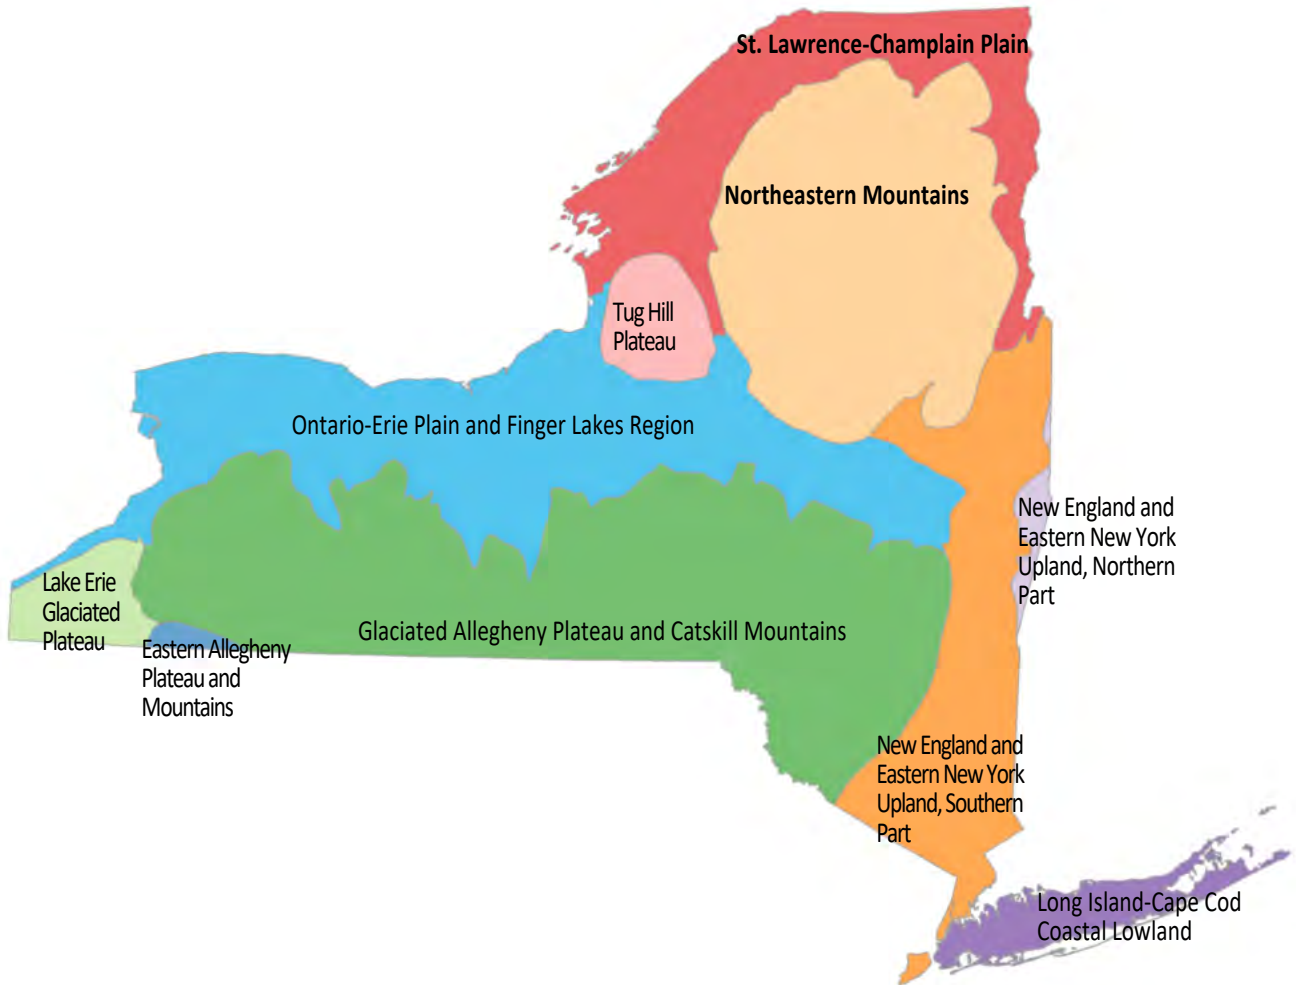 St. Lawrence-Champlain Plain
Northeastern Mountains
Tug Hill
Plateau
Ontario-Erie Plain and Finger Lakes Region
New England and
Eastern New York
Upland, Northern
Part
Lake Erie
Glaciated
Plateau
Glaciated Allegheny Plateau and Catskill Mountains
Eastern Allegheny
Plateau and
Mountains
New England and
Eastern New York
Upland, Southern
Part
Long Island-Cape Cod
Coastal Lowland